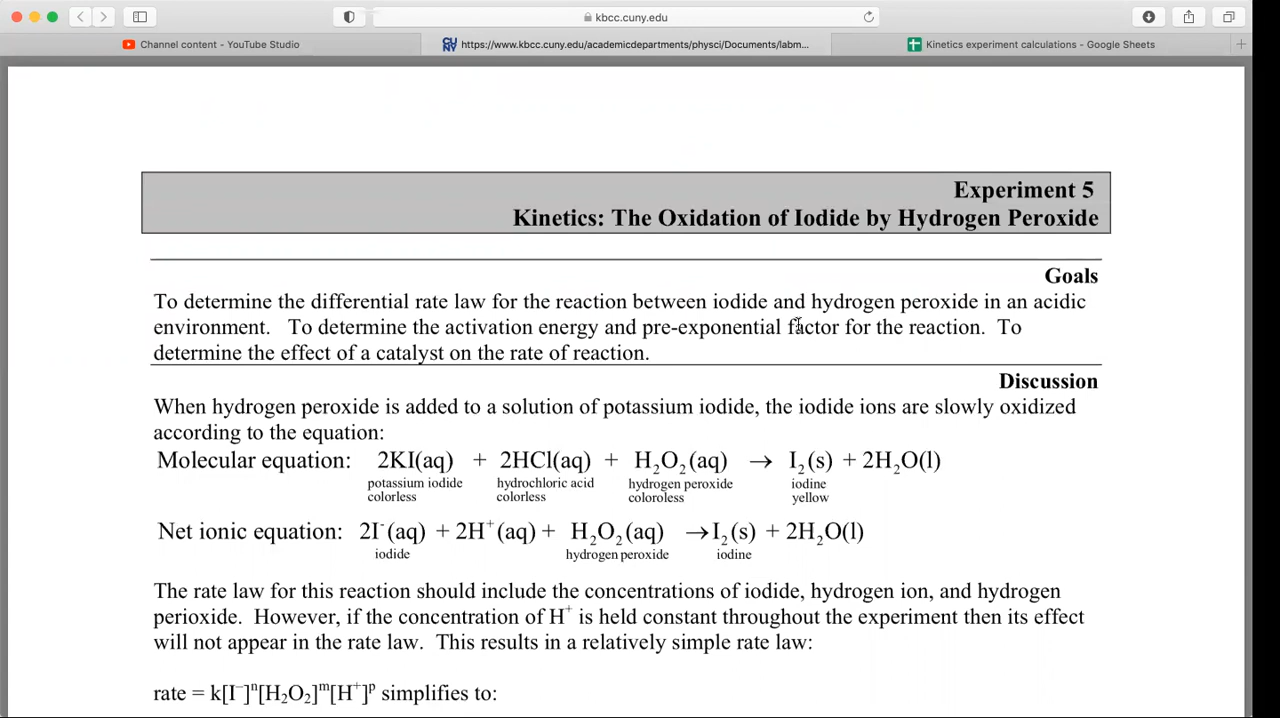 kbcc.cuny.edu
Channel content - YouTube Studio
https://www.kbcc.cuny.edu/academicdepartments/physci/Documents/labm...
Kinetics experiment calculations - Google Sheets
Experiment 5
Kinetics: The Oxidation of Iodide by Hydrogen Peroxide
Goals
To determine the differential rate law for the reaction between iodide and hydrogen peroxide in an acidic
environment. To determine the activation energy and pre-exponential factor for the reaction. To
determine the effect of a catalyst on the rate of reaction.
Discussion
When hydrogen peroxide is added to a solution of potassium iodide, the iodide ions are slowly oxidized
according to the equation:
Molecular equation: 2KI(aq) + 2HCl(aq) + H₂O₂(aq) → I₂(s) + 2H₂O(l)
potassium iodide hydrochloric acid hydrogen peroxide iodine
colorless colorless coloroless yellow
Net ionic equation: 2I⁻(aq) + 2H⁺(aq) + H₂O₂(aq) → I₂(s) + 2H₂O(l)
iodide hydrogen peroxide iodine
The rate law for this reaction should include the concentrations of iodide, hydrogen ion, and hydrogen
perioxide. However, if the concentration of H⁺ is held constant throughout the experiment then its effect
will not appear in the rate law. This results in a relatively simple rate law:
rate = k[I⁻]ⁿ[H₂O₂]ᵐ[H⁺]ᵖ simplifies to: